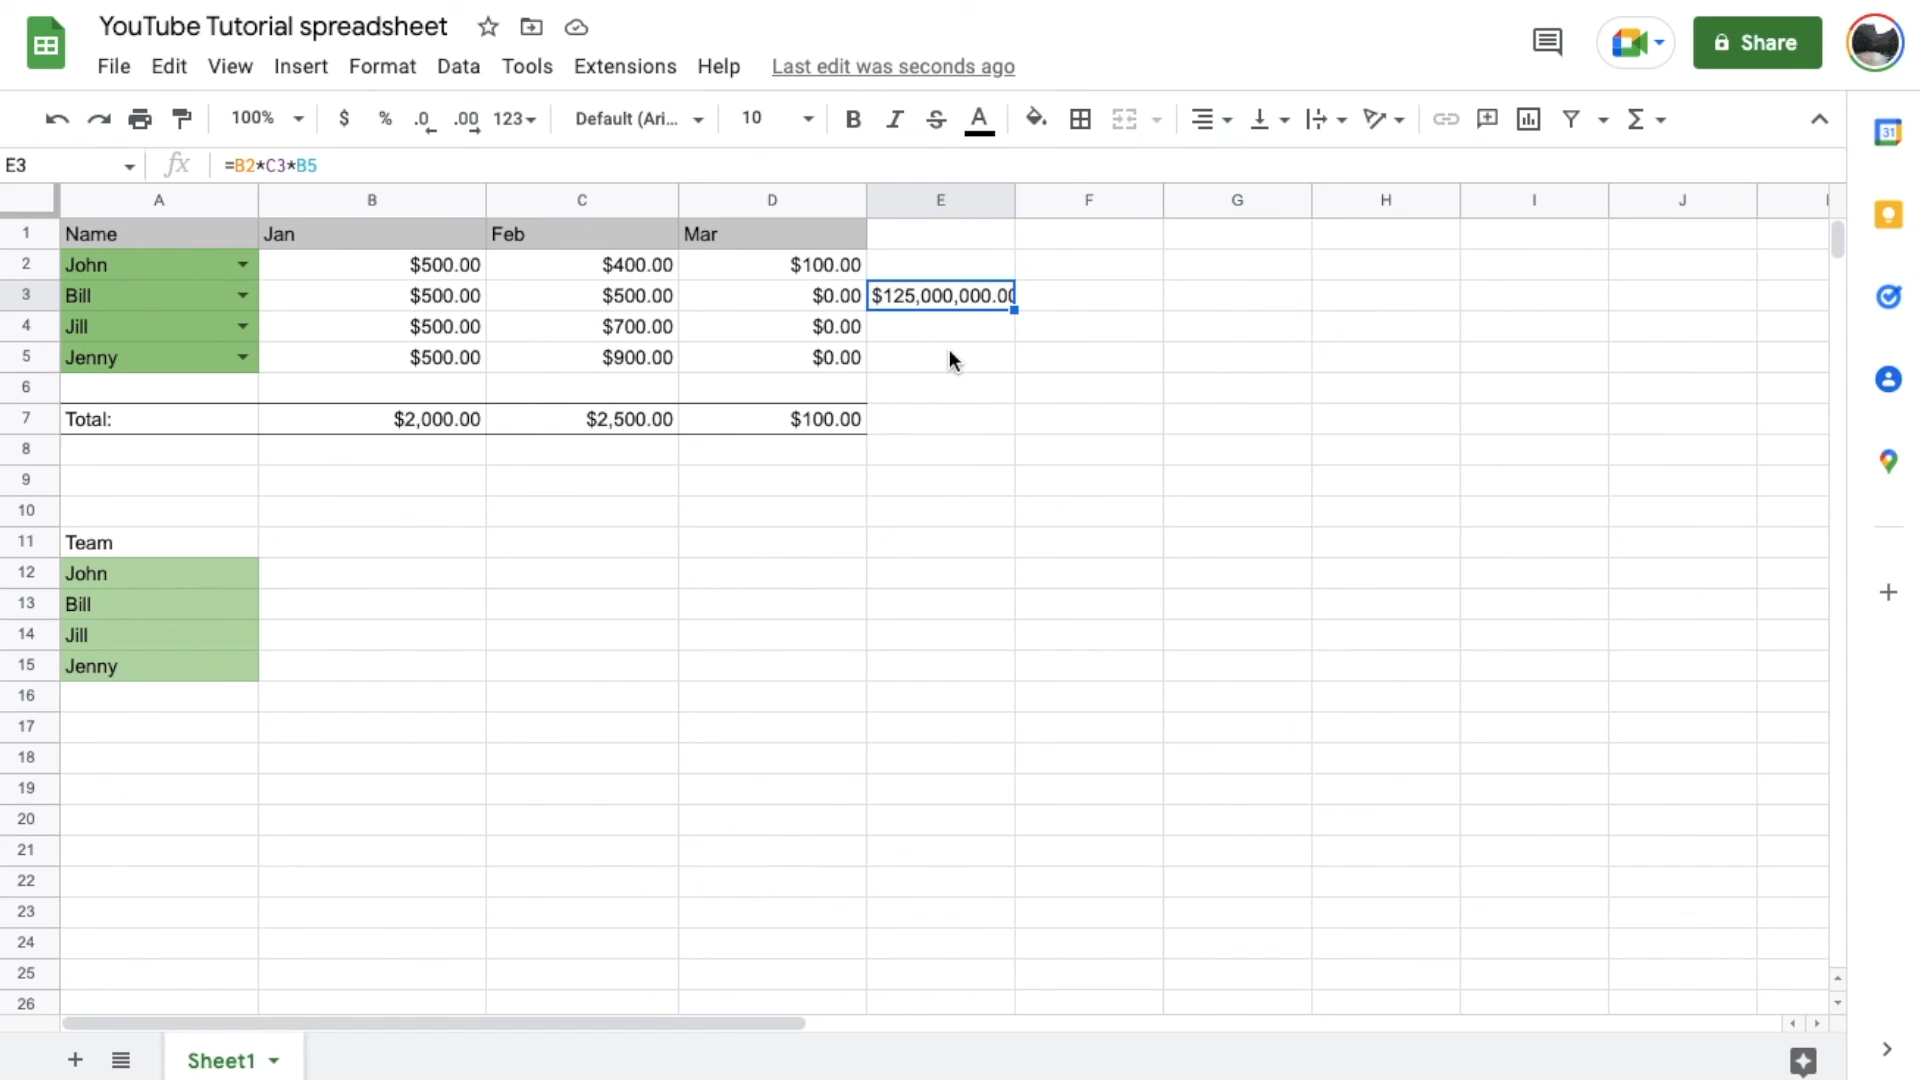 YouTube Tutorial spreadsheet
Share
File Edit View Insert Format Data Tools Extensions Help Last edit was seconds ago
100% $ % .0 .00 123 Default (Ari... 10 B I S A Σ
31
E3 fx =B2*C3*B5
A B C D E F G H I J
1 Name Jan Feb Mar
2 John $500.00 $400.00 $100.00
3 Bill $500.00 $500.00 $0.00 $125,000,000.00
4 Jill $500.00 $700.00 $0.00
5 Jenny $500.00 $900.00 $0.00
6
7 Total: $2,000.00 $2,500.00 $100.00
8
9
10
11 Team
12 John
13 Bill
14 Jill
15 Jenny
16
17
18
19
20
21
22
23
24
25
26
Sheet1